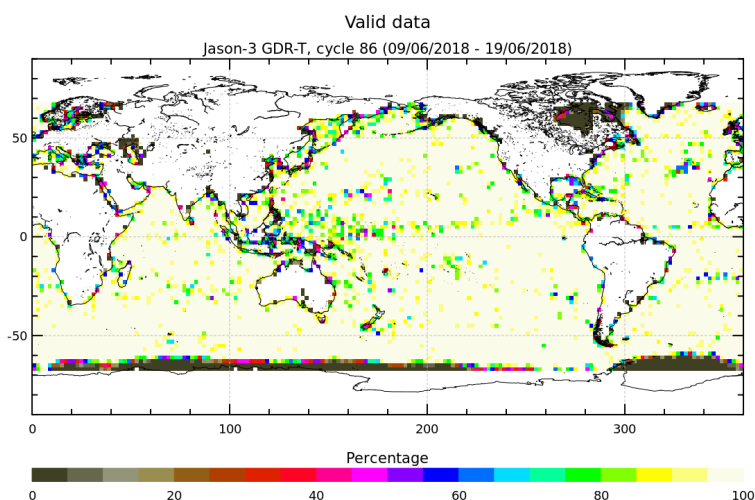 Valid data
Jason-3 GDR-T, cycle 86 (09/06/2018 - 19/06/2018)
50
0
-50
0 100 200 300
Percentage
0 20 40 60 80 100